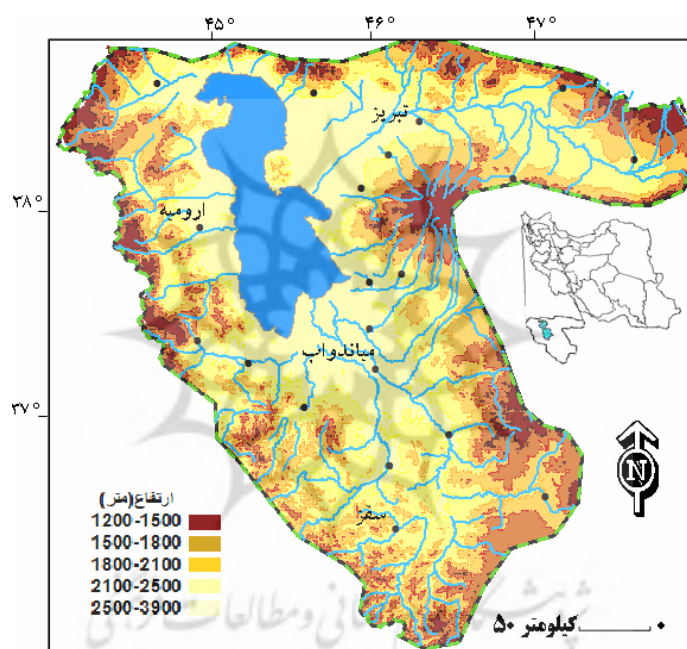 ۴۵° ۴۶° ۴۷°
تبریز
۳۸°
ارومیه
میاندواب
۳۷°
N
سقز
ارتفاع(متر)
1200-1500
1500-1800
1800-2100
2100-2500
2500-3900
۵۰ کیلومتر ۰